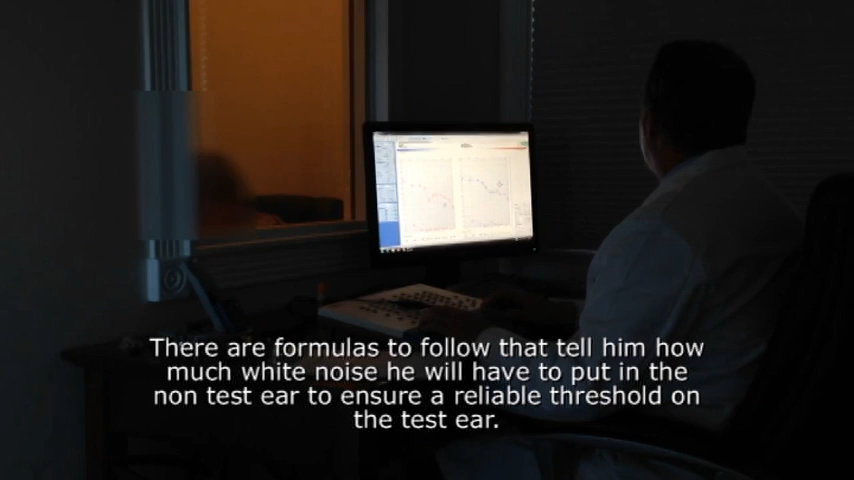 There are formulas to follow that tell him how
much white noise he will have to put in the
non test ear to ensure a reliable threshold on
the test ear.